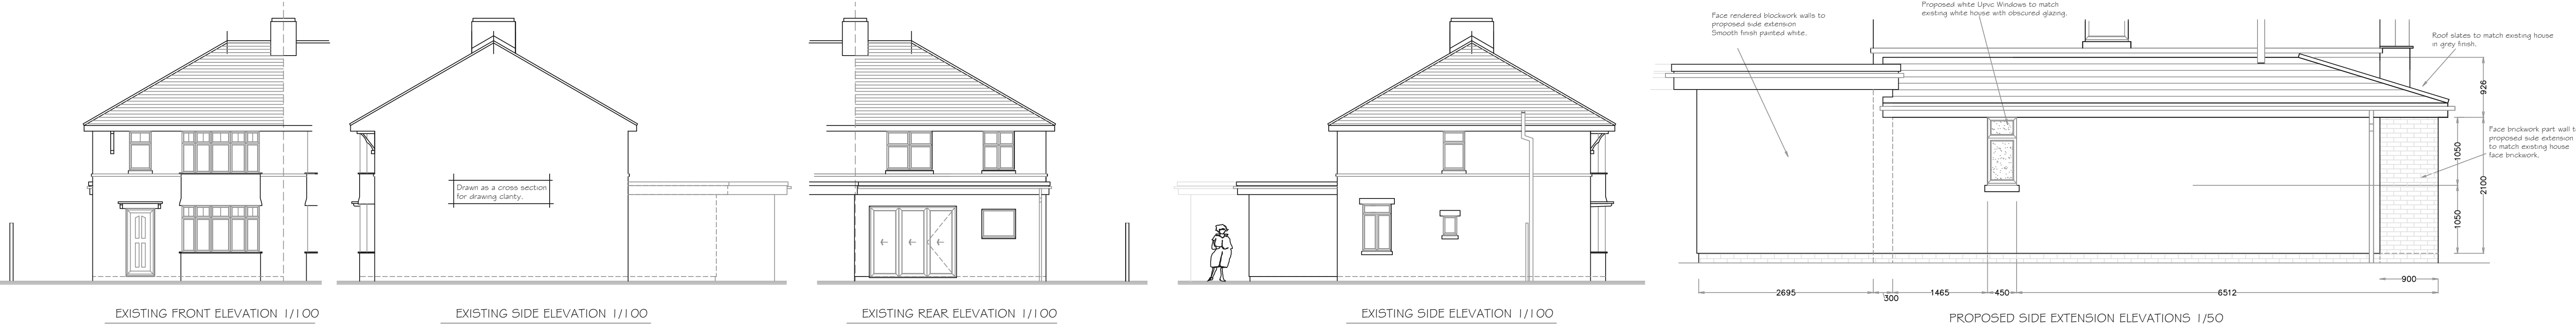 Drawn as a cross section
for drawing clarity.
EXISTING FRONT ELEVATION 1/100
EXISTING SIDE ELEVATION 1/100
EXISTING REAR ELEVATION 1/100
EXISTING SIDE ELEVATION 1/100
Face rendered blockwork walls to
proposed side extension
Smooth finish painted white.
Proposed white Upvc Windows to match
existing white house with obscured glazing.
Roof slates to match existing house
in grey finish.
Face brickwork part wall t
proposed side extension
to match existing house
face brickwork.
926
1050
2100
1050
900
2695
300
1465
450
6512
PROPOSED SIDE EXTENSION ELEVATIONS 1/50